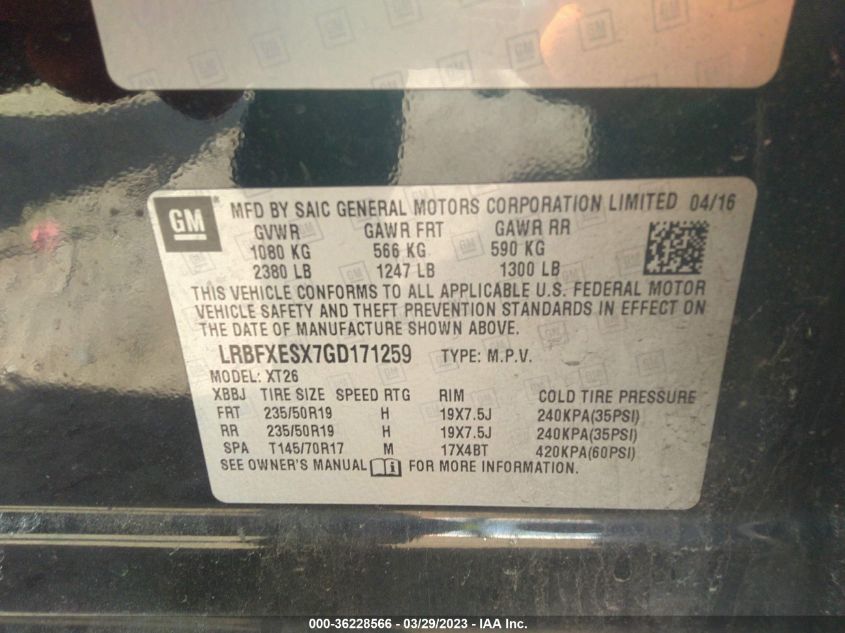 GM MFD BY SAIC GENERAL MOTORS CORPORATION LIMITED 04/16
GVWR GAWR FRT GAWR RR
1080 KG 566 KG 590 KG
2380 LB 1247 LB 1300 LB
THIS VEHICLE CONFORMS TO ALL APPLICABLE U.S. FEDERAL MOTOR
VEHICLE SAFETY AND THEFT PREVENTION STANDARDS IN EFFECT ON
THE DATE OF MANUFACTURE SHOWN ABOVE.
LRBFXESX7GD171259 TYPE: M.P.V.
MODEL: XT26
XBBJ TIRE SIZE SPEED RTG RIM COLD TIRE PRESSURE
FRT 235/50R19 H 19X7.5J 240KPA(35PSI)
RR 235/50R19 H 19X7.5J 240KPA(35PSI)
SPA T145/70R17 M 17X4BT 420KPA(60PSI)
SEE OWNER'S MANUAL i FOR MORE INFORMATION.
000-36228566 - 03/29/2023 - IAA Inc.